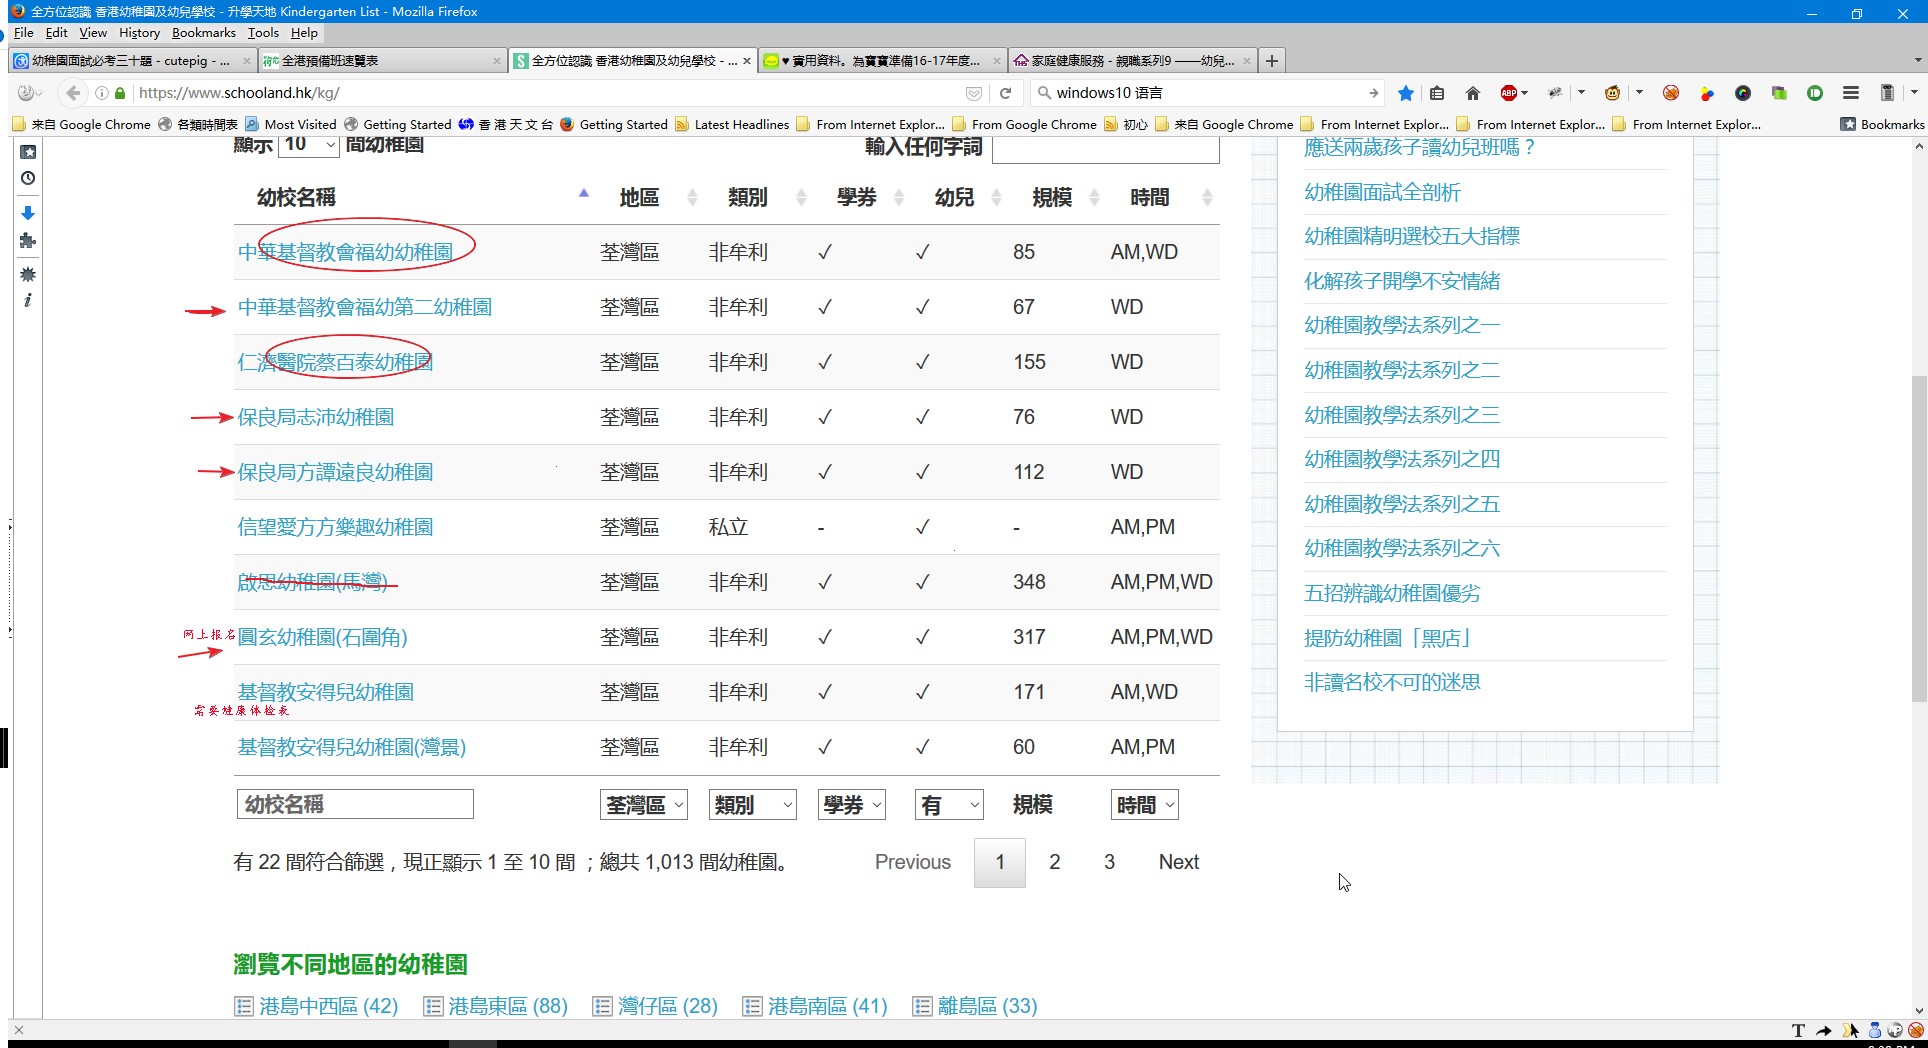 全方位認識 香港幼稚園及幼兒學校 - 升學天地 Kindergarten List - Mozilla Firefox
File Edit View History Bookmarks Tools Help
幼稚園面試必考三十題 - cutepig - ... 全港預備班速覽表 全方位認識 香港幼稚園及幼兒學校 - ... ♥ 實用資料。為寶寶準備16-17年度... 家庭健康服務 - 親職系列9 ——幼兒...
https://www.schooland.hk/kg/ windows10 语言
来自 Google Chrome 各類時間表 Most Visited Getting Started 香 港 天 文 台 Getting Started Latest Headlines From Internet Explor... From Google Chrome 初心 来自 Google Chrome From Internet Explor... From Internet Explor... From Internet Explor... Bookmarks
顯示 10 間幼稚園 輸入任何字詞
幼校名稱 地區 類別 學券 幼兒 規模 時間
中華基督教會福幼幼稚園 荃灣區 非牟利 ✓ ✓ 85 AM,WD
中華基督教會福幼第二幼稚園 荃灣區 非牟利 ✓ ✓ 67 WD
仁濟醫院蔡百泰幼稚園 荃灣區 非牟利 ✓ ✓ 155 WD
保良局志沛幼稚園 荃灣區 非牟利 ✓ ✓ 76 WD
保良局方譚遠良幼稚園 荃灣區 非牟利 ✓ ✓ 112 WD
信望愛方方樂趣幼稚園 荃灣區 私立 - ✓ - AM,PM
啟思幼稚園(馬灣) 荃灣區 非牟利 ✓ ✓ 348 AM,PM,WD
网上报名
圓玄幼稚園(石圍角) 荃灣區 非牟利 ✓ ✓ 317 AM,PM,WD
基督教安得兒幼稚園 荃灣區 非牟利 ✓ ✓ 171 AM,WD
需要健康体检表
基督教安得兒幼稚園(灣景) 荃灣區 非牟利 ✓ ✓ 60 AM,PM
幼校名稱 荃灣區 類別 學券 有 規模 時間
有 22 間符合篩選，現正顯示 1 至 10 間 ；總共 1,013 間幼稚園。 Previous 1 2 3 Next
瀏覽不同地區的幼稚園
港島中西區 (42) 港島東區 (88) 灣仔區 (28) 港島南區 (41) 離島區 (33)
應送兩歲孩子讀幼兒班嗎？
幼稚園面試全剖析
幼稚園精明選校五大指標
化解孩子開學不安情緒
幼稚園教學法系列之一
幼稚園教學法系列之二
幼稚園教學法系列之三
幼稚園教學法系列之四
幼稚園教學法系列之五
幼稚園教學法系列之六
五招辨識幼稚園優劣
提防幼稚園「黑店」
非讀名校不可的迷思